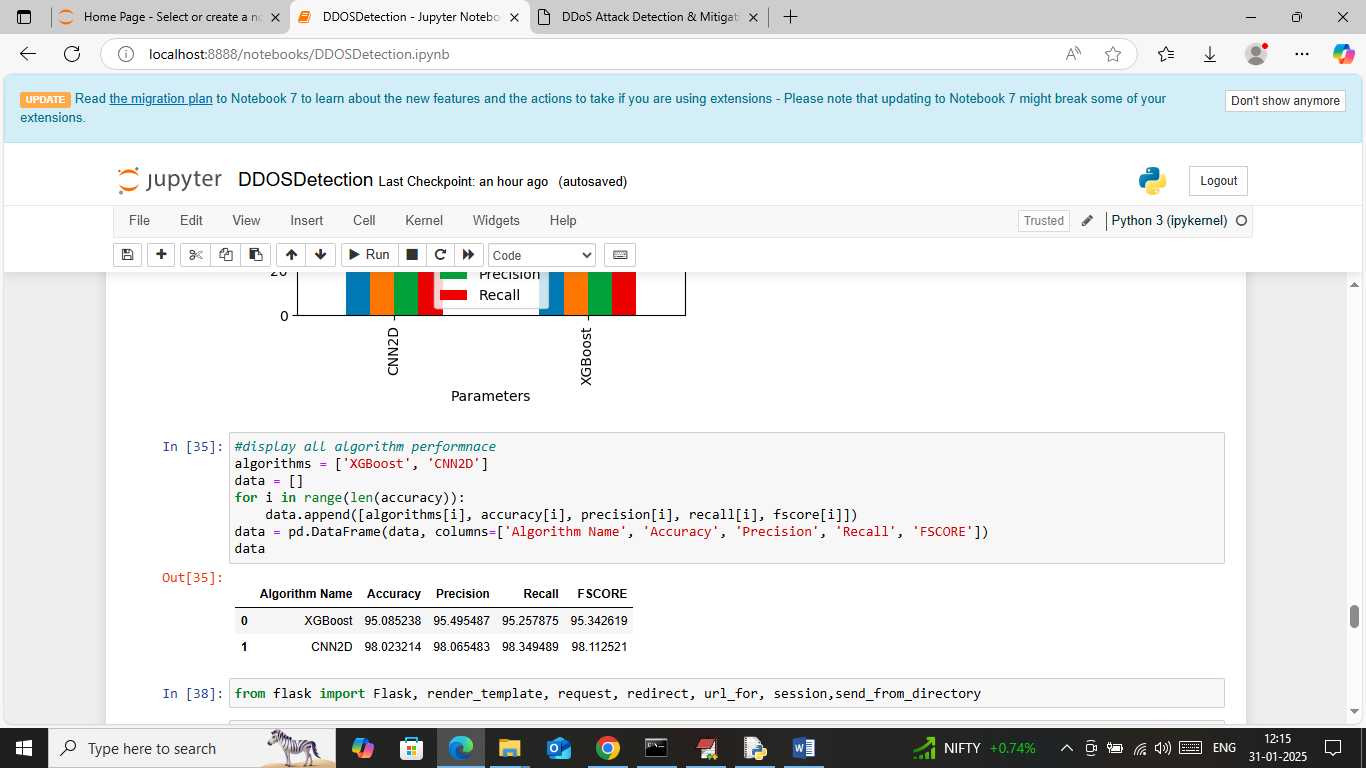 Home Page - Select or create a no
DDOSDetection - Jupyter Notebo
DDoS Attack Detection & Mitigat
localhost:8888/notebooks/DDOSDetection.ipynb
UPDATE Read the migration plan to Notebook 7 to learn about the new features and the actions to take if you are using extensions - Please note that updating to Notebook 7 might break some of your
extensions.
Don't show anymore
jupyter DDOSDetection Last Checkpoint: an hour ago (autosaved)
Logout
File Edit View Insert Cell Kernel Widgets Help
Trusted Python 3 (ipykernel)
Run Code
20
Precision
Recall
0
CNN2D
XGBoost
Parameters
In [35]: #display all algorithm performnace
algorithms = ['XGBoost', 'CNN2D']
data = []
for i in range(len(accuracy)):
    data.append([algorithms[i], accuracy[i], precision[i], recall[i], fscore[i]])
data = pd.DataFrame(data, columns=['Algorithm Name', 'Accuracy', 'Precision', 'Recall', 'FSCORE'])
data
Out[35]:
Algorithm Name Accuracy Precision Recall FSCORE
0 XGBoost 95.085238 95.495487 95.257875 95.342619
1 CNN2D 98.023214 98.065483 98.349489 98.112521
In [38]: from flask import Flask, render_template, request, redirect, url_for, session,send_from_directory
Type here to search
NIFTY +0.74%
ENG
12:15
31-01-2025